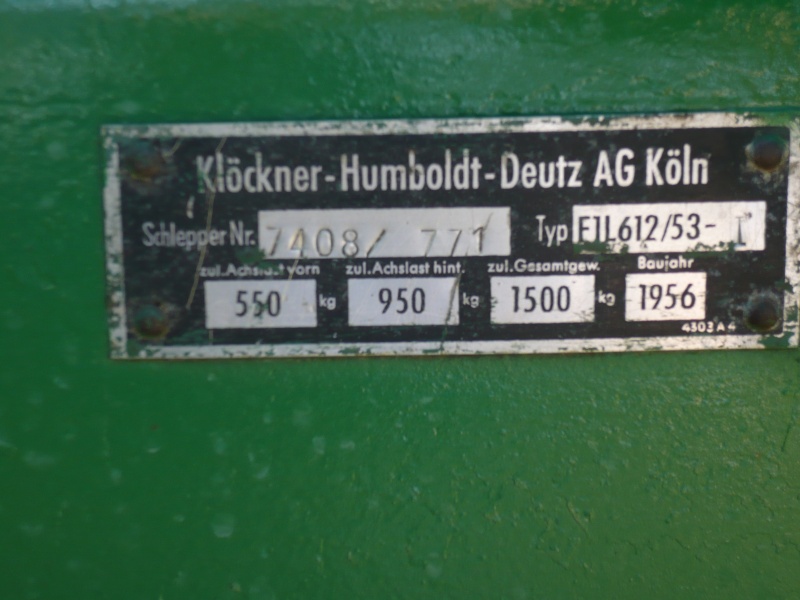 Klöckner-Humboldt-Deutz AG Köln
Schlepper Nr. 7408/ 771 Typ F1L612/53- I
zul.Achslast vorn zul.Achslast hint. zul.Gesamtgew. Baujahr
550 kg 950 kg 1500 kg 1956
4303 A 4